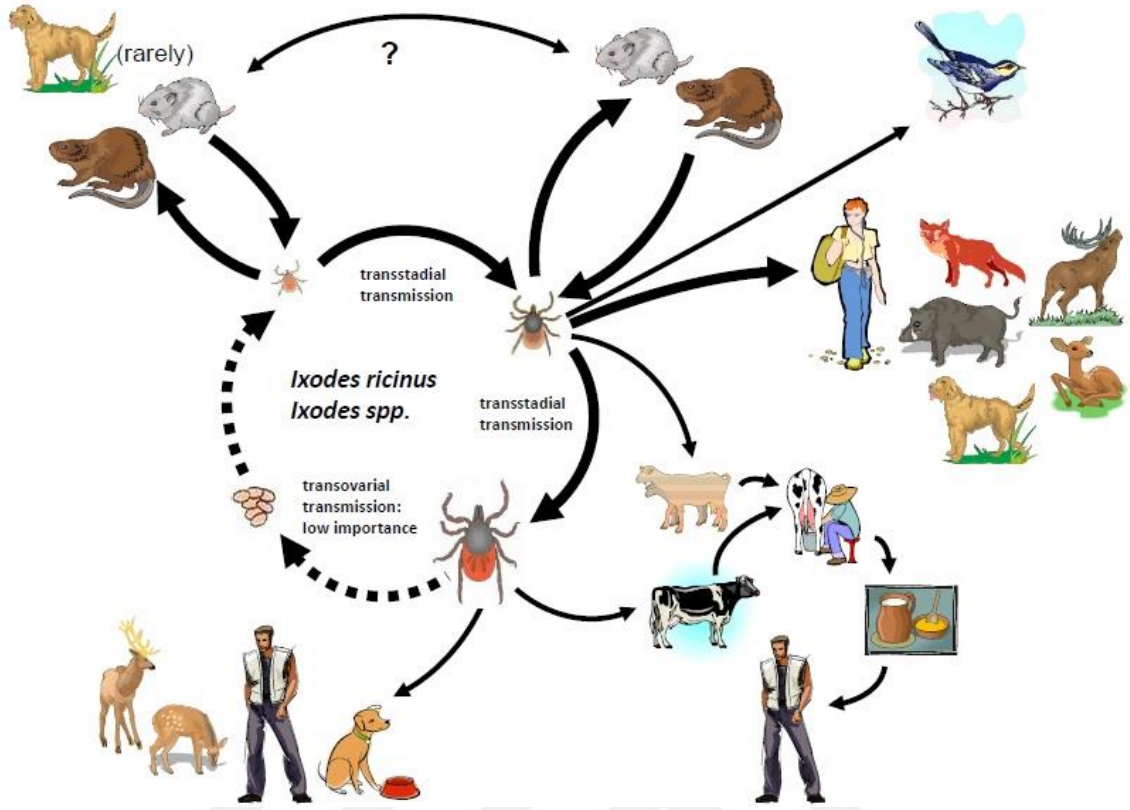 (rarely)
?
transstadial
transmission
Ixodes ricinus
Ixodes spp.
transstadial
transmission
transovarial
transmission:
low importance